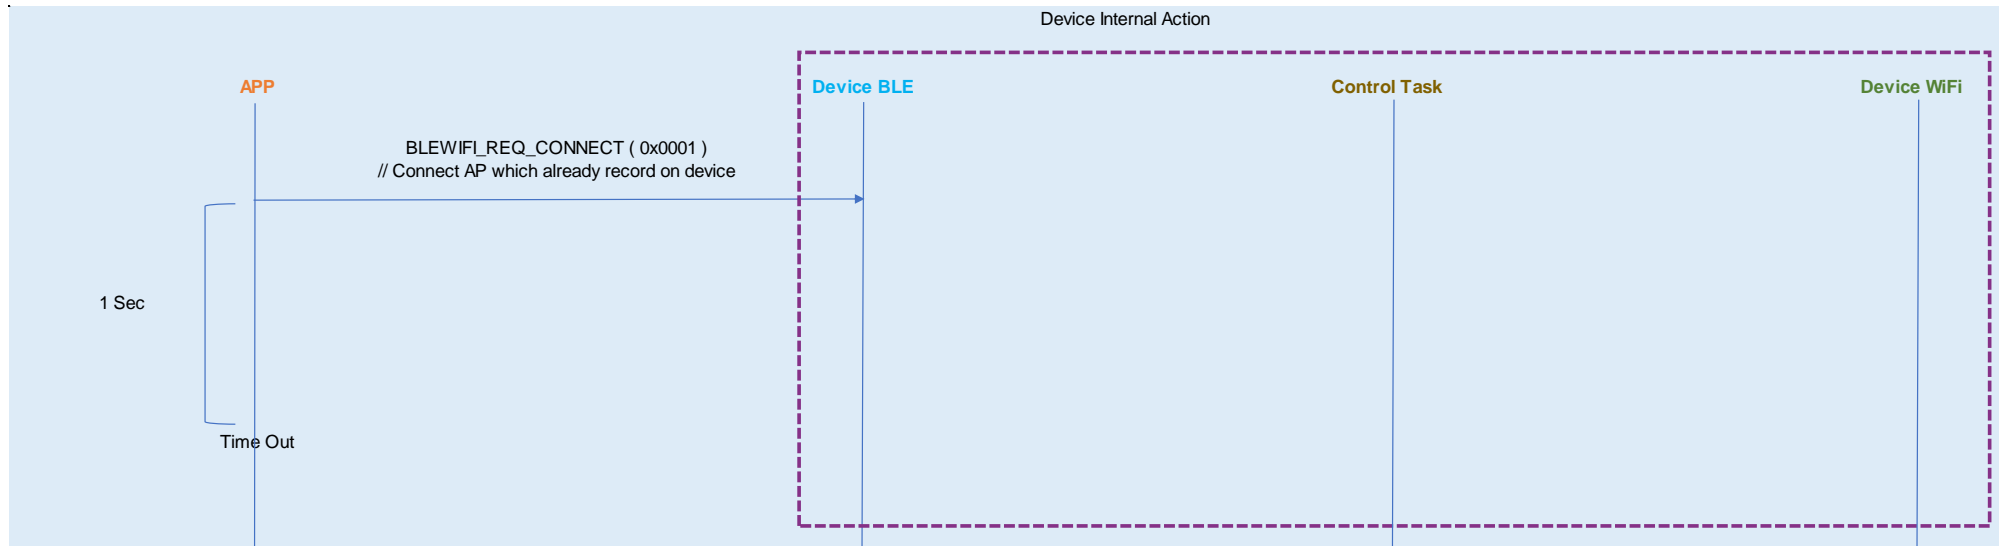 Device Internal Action
APP
Device BLE
Control Task
Device WiFi
BLEWIFI_REQ_CONNECT ( 0x0001 )
// Connect AP which already record on device
1 Sec
Time Out